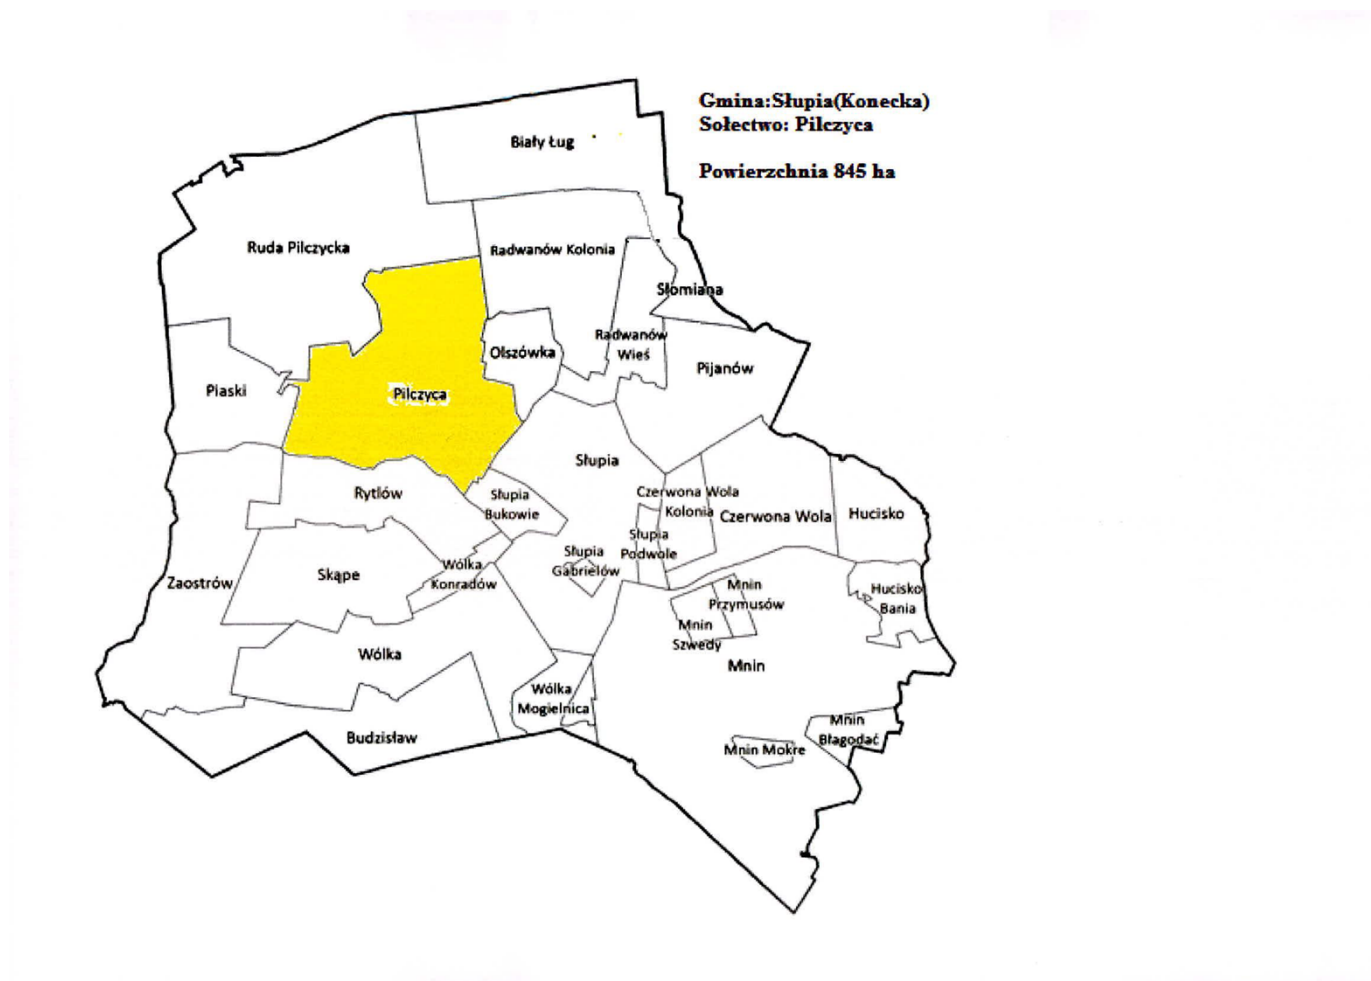 Gmina:Słupia(Konecka)
Sołectwo: Pilczyca
Powierzchnia 845 ha
Biały Ług
Ruda Pilczycka
Radwanów Kolonia
Słomiana
Radwanów
Wieś
Olszówka
Pijanów
Piaski
Pilczyca
Słupia
Rytlów
Słupia
Bukowie
Czerwona Wola
Kolonia
Czerwona Wola
Hucisko
Słupia
Podwole
Słupia
Gabrielów
Zaostrów
Skąpe
Wólka
Konradów
Mnin
Przymusów
Hucisko
Bania
Mnin
Szwedy
Mnin
Wólka
Wólka
Mogielnica
Budzisław
Mnin
Błagodać
Mnin Mokre